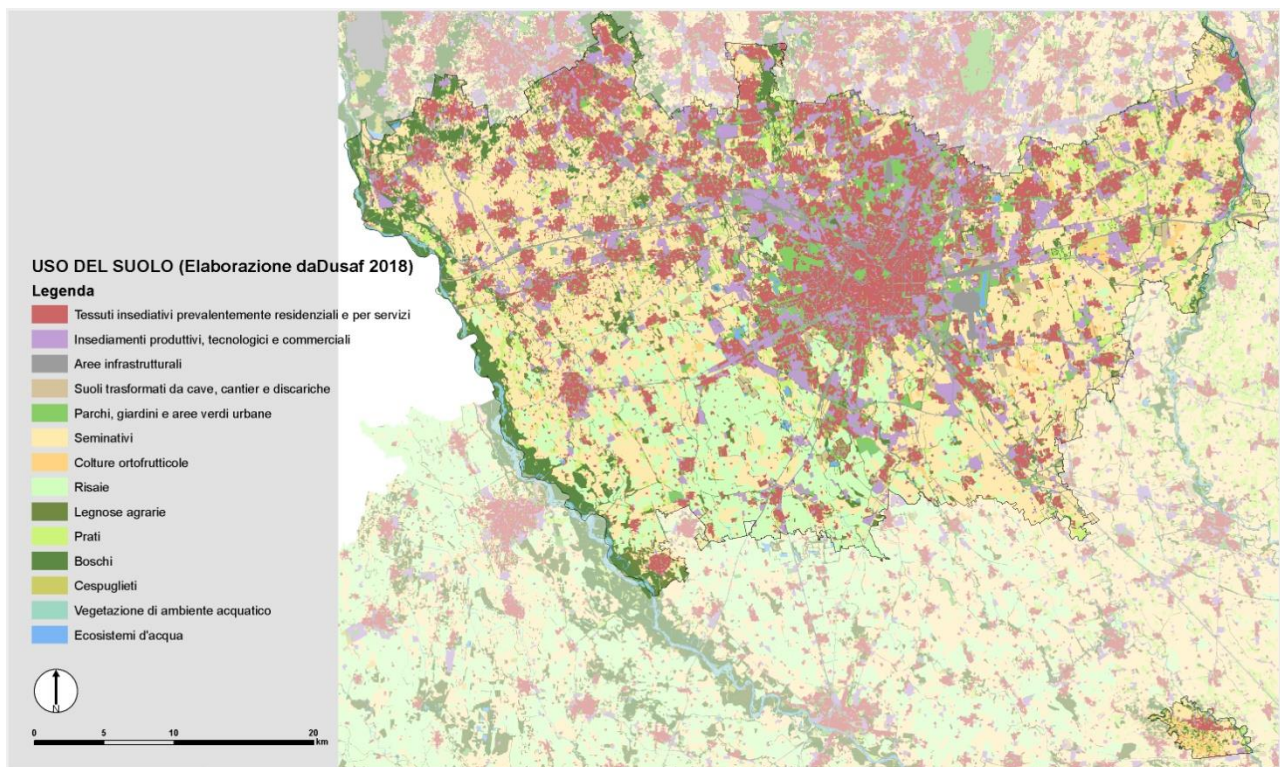 USO DEL SUOLO (Elaborazione daDusaf 2018)
Legenda
Tessuti insediativi prevalentemente residenziali e per servizi
Insediamenti produttivi, tecnologici e commerciali
Aree infrastrutturali
Suoli trasformati da cave, cantier e discariche
Parchi, giardini e aree verdi urbane
Seminativi
Colture ortofrutticole
Risaie
Legnose agrarie
Prati
Boschi
Cespuglieti
Vegetazione di ambiente acquatico
Ecosistemi d'acqua
N
0 5 10 20
km